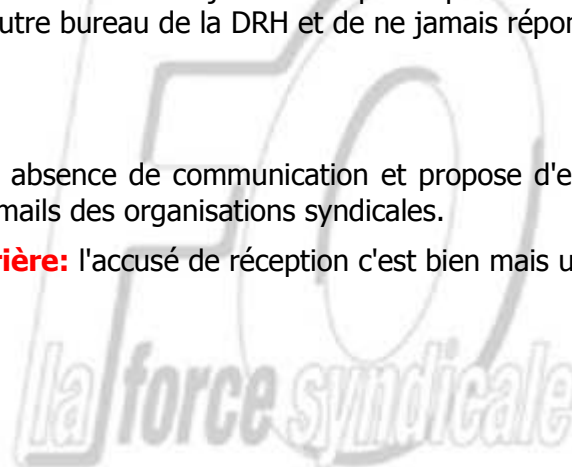 utre bureau de la DRH et de ne jamais répon
absence de communication et propose d'e
mails des organisations syndicales.
rière: l'accusé de réception c'est bien mais u
FO
la force syndicale